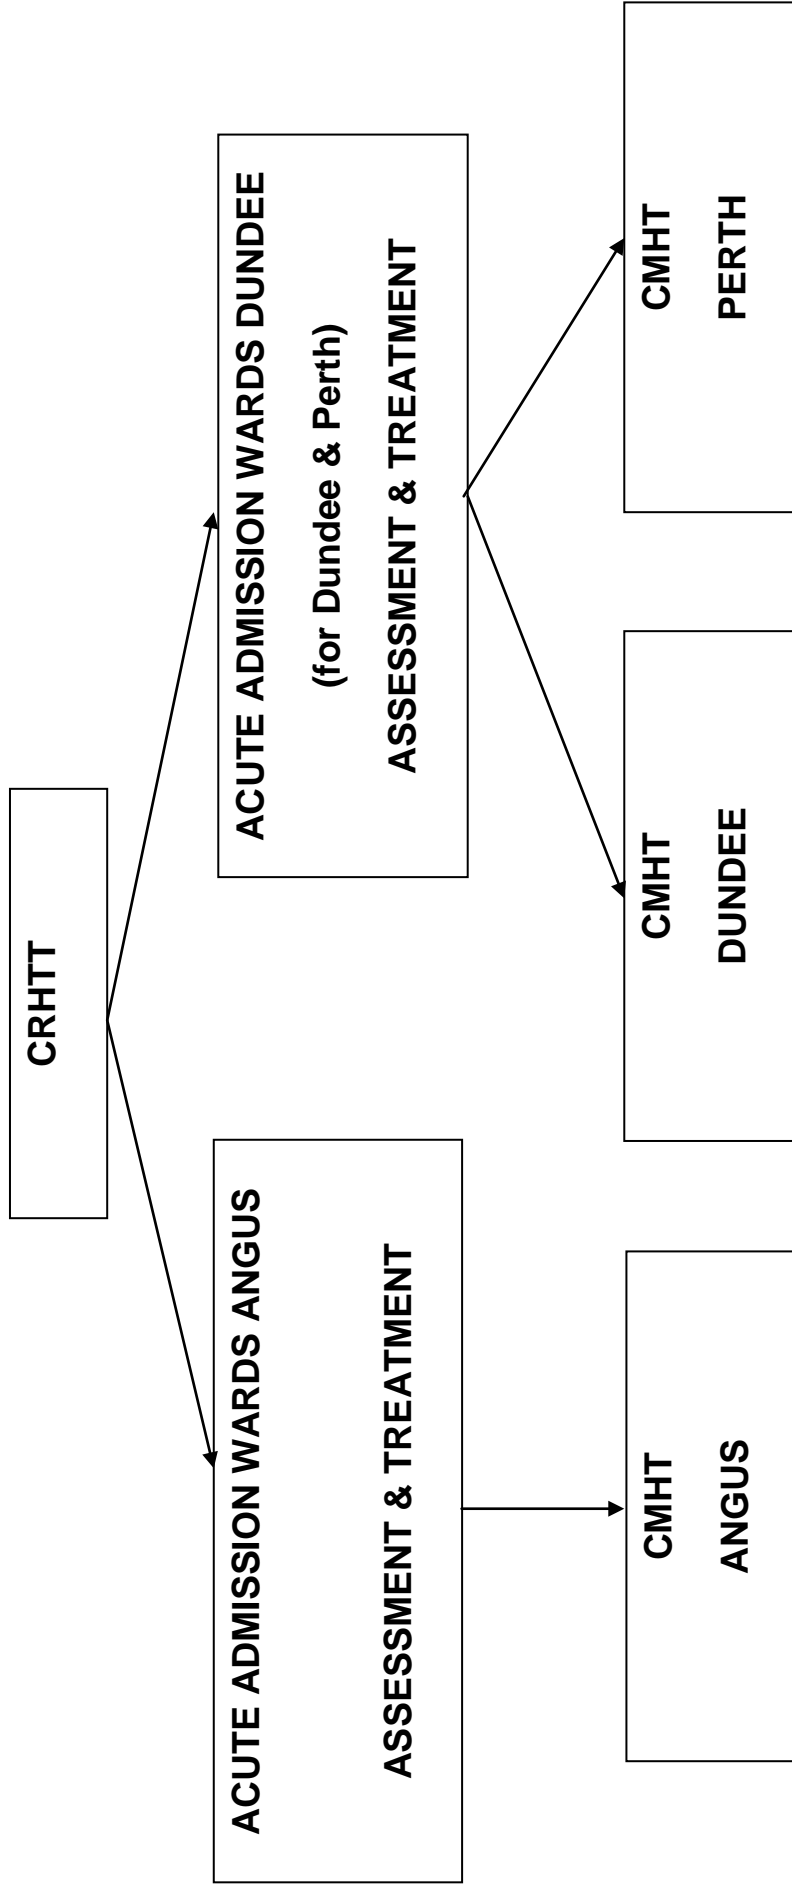 CRHTT
ACUTE ADMISSION WARDS ANGUS
ASSESSMENT & TREATMENT
ACUTE ADMISSION WARDS DUNDEE
(for Dundee & Perth)
ASSESSMENT & TREATMENT
CMHT
ANGUS
CMHT
DUNDEE
CMHT
PERTH